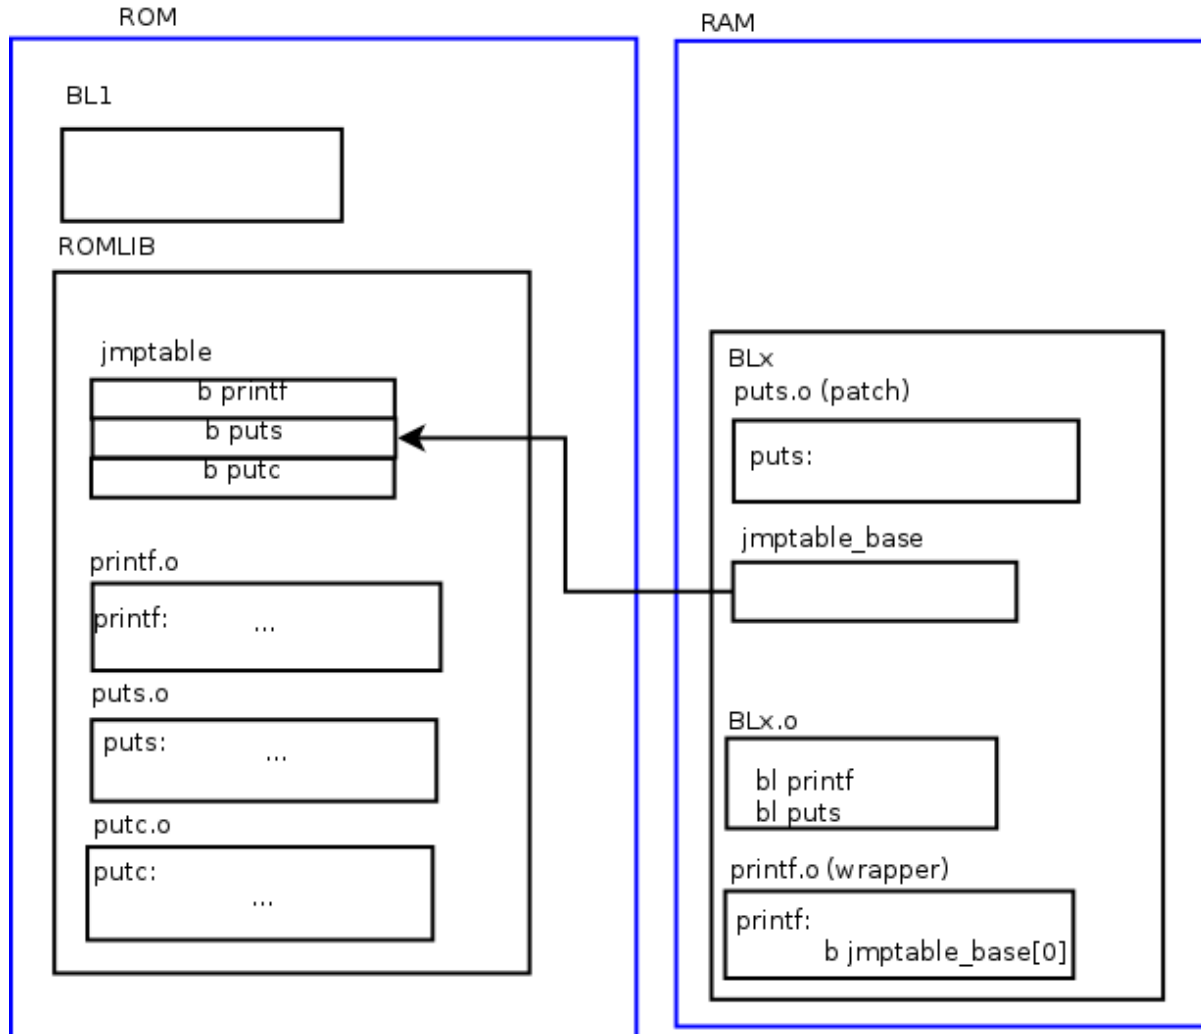 ROM
BL1
ROMLIB
jmptable
b printf
b puts
b putc
printf.o
printf: ...
puts.o
puts: ...
putc.o
putc:
...
RAM
BLx
puts.o (patch)
puts:
jmptable_base
BLx.o
bl printf
bl puts
printf.o (wrapper)
printf:
b jmptable_base[0]